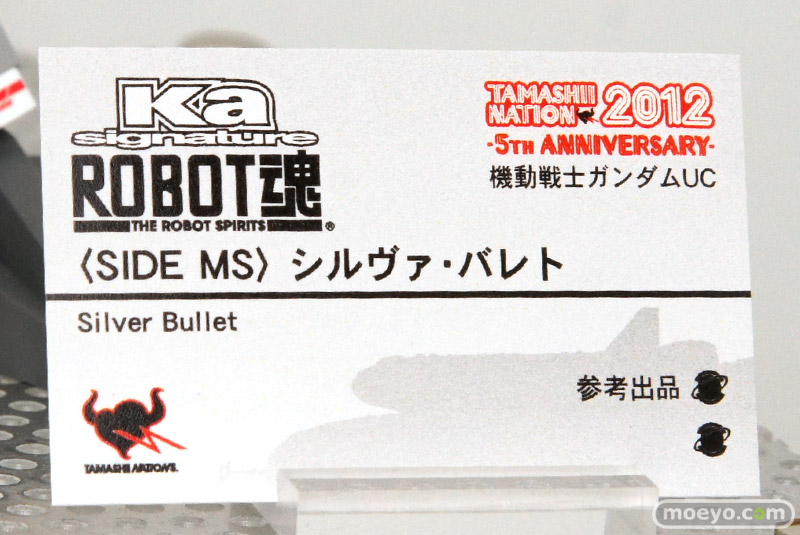 Ka
signature
ROBOT魂
THE ROBOT SPIRITS ®
TAMASHII
NATION 2012
-5TH ANNIVERSARY-
機動戦士ガンダムUC
〈SIDE MS〉 シルヴァ・バレト
Silver Bullet
参考出品
TAMASHII NATIONS.
moeyo.com